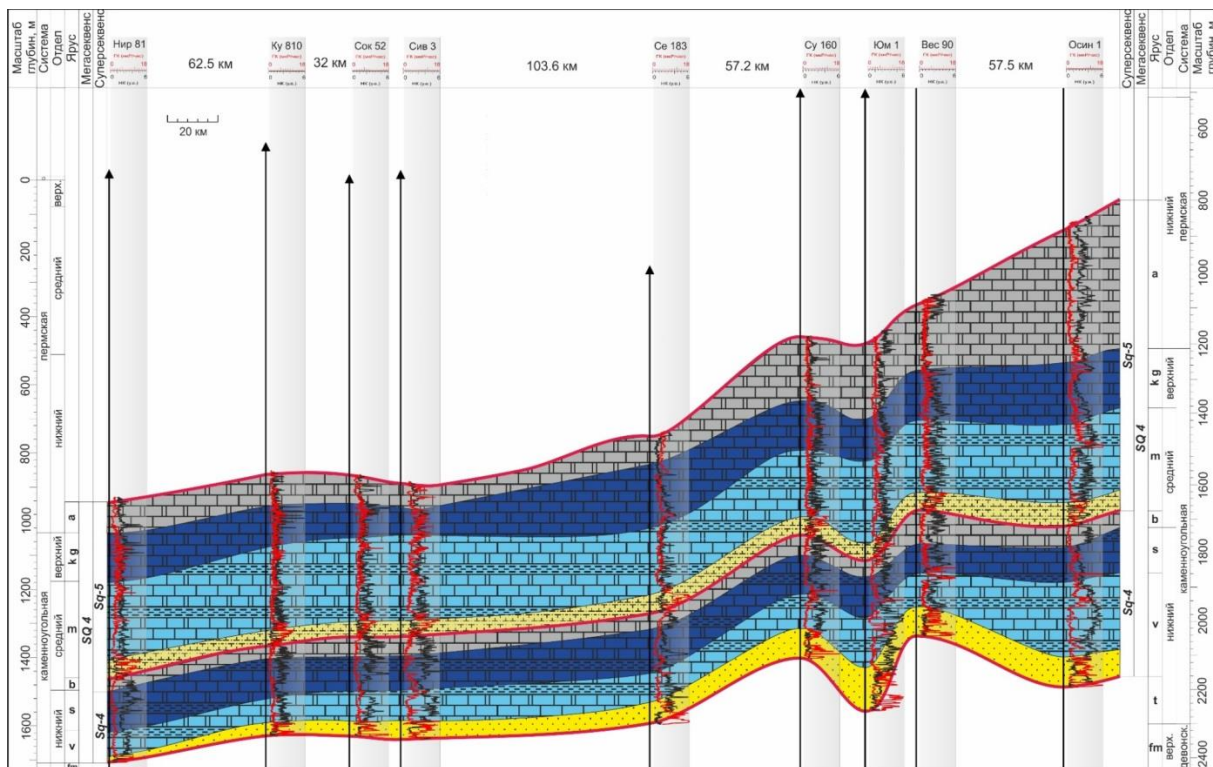 Масштаб глубин, м
Система
Отдел
Ярус
Мегасеквенс
Суперсеквенс
Нир 81
62.5 км
Ку 810
32 км
Сок 52
Сив 3
103.6 км
Се 183
57.2 км
Су 160
Юм 1
Вес 90
57.5 км
Осин 1
Суперсеквенс
Мегасеквенс
Ярус
Отдел
Система
Масштаб глубин, м
20 км
0
200
400
600
800
1000
1200
1400
1600
пермская
каменноугольная
верх.
средний
нижний
верхний
средний
нижний
a
g
k
m
b
s
v
fm
SQ 4
Sq-5
Sq-4
Sq-5
Sq-4
SQ 4
a
k g
m
b
s
v
t
fm
нижний
верхний
средний
нижний
верх.
пермская
каменноугольная
девонск.
600
800
1000
1200
1400
1600
1800
2000
2200
2400